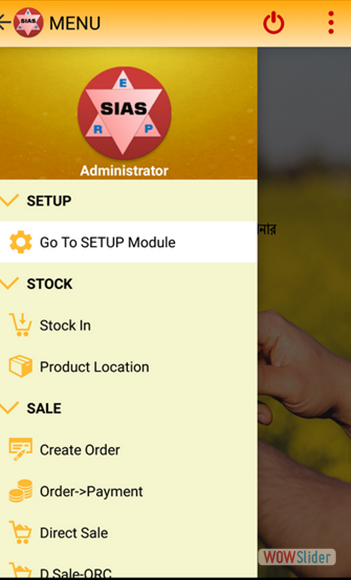 SIAS MENU
E
SIAS
R P
Administrator
SETUP
Go To SETUP Module
নার
STOCK
Stock In
Product Location
SALE
Create Order
Order->Payment
Direct Sale
WOWSlider
D.Sale-ORC